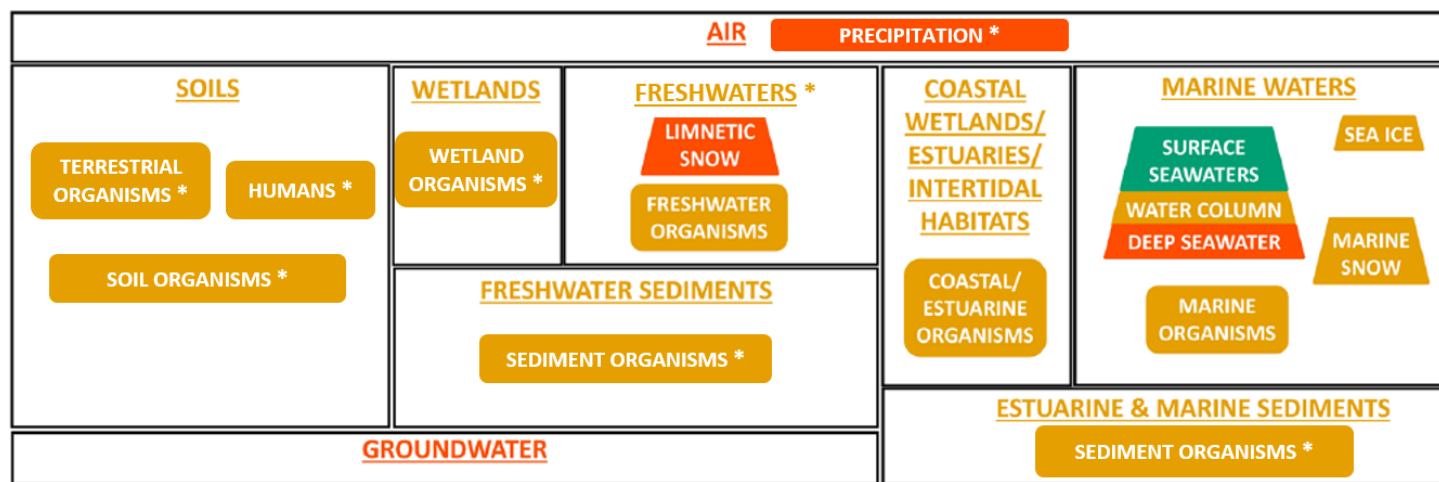 AIR
PRECIPITATION *
SOILS
TERRESTRIAL
ORGANISMS *
HUMANS *
SOIL ORGANISMS *
WETLANDS
WETLAND
ORGANISMS *
FRESHWATERS *
LIMNETIC
SNOW
FRESHWATER
ORGANISMS
FRESHWATER SEDIMENTS
SEDIMENT ORGANISMS *
GROUNDWATER
COASTAL
WETLANDS/
ESTUARIES/
INTERTIDAL
HABITATS
COASTAL/
ESTUARINE
ORGANISMS
MARINE WATERS
SEA ICE
SURFACE
SEAWATERS
WATER COLUMN
DEEP SEAWATER
MARINE
SNOW
MARINE
ORGANISMS
ESTUARINE & MARINE SEDIMENTS
SEDIMENT ORGANISMS *